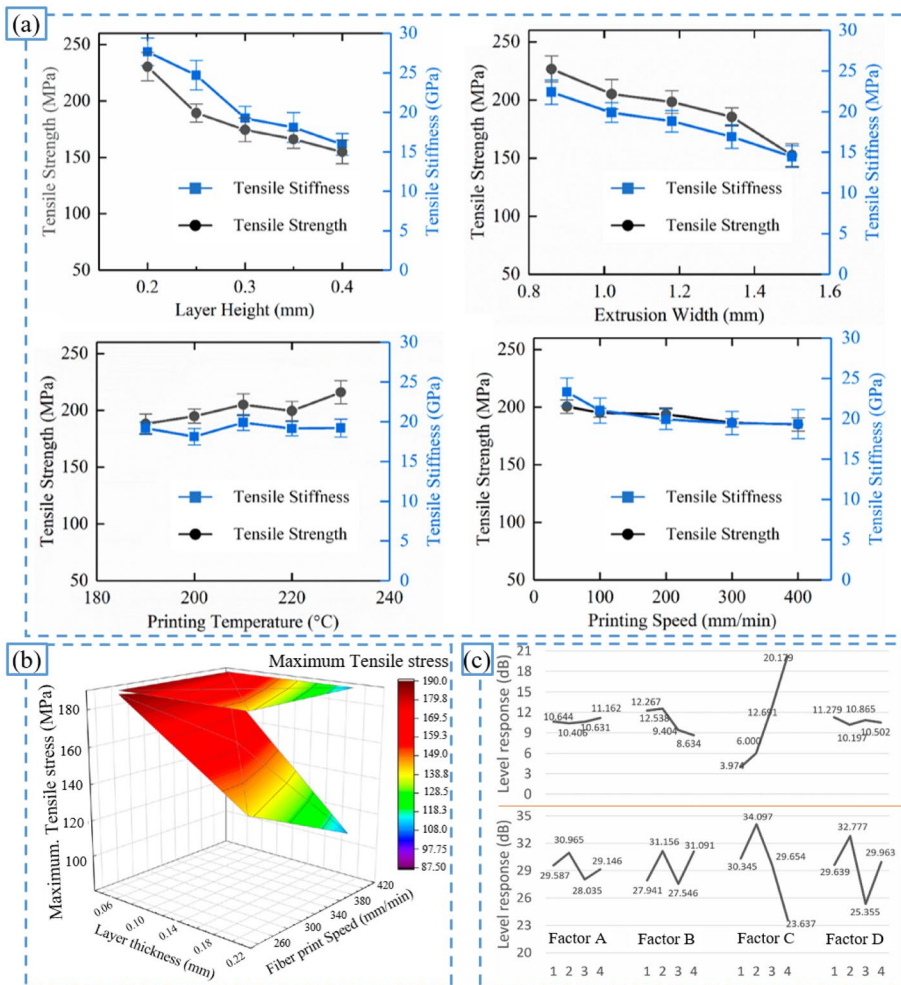 (a)
250
200
150
100
50
Tensile Strength (MPa)
30
25
20
15
10
5
0
Tensile Stiffness (GPa)
Tensile Stiffness
Tensile Strength
0.2 0.3 0.4
Layer Height (mm)
250
200
150
100
50
Tensile Strength (MPa)
30
25
20
15
10
5
0
Tensile Stiffness (MPa)
Tensile Stiffness
Tensile Strength
0.8 1.0 1.2 1.4 1.6
Extrusion Width (mm)
250
200
150
100
50
Tensile Strength (MPa)
30
25
20
15
10
5
0
Tensile Stiffness (GPa)
Tensile Stiffness
Tensile Strength
180 200 220 240
Printing Temperature (°C)
250
200
150
100
50
Tensile Strength (MPa)
30
25
20
15
10
5
0
Tensile Stiffness (GPa)
Tensile Stiffness
Tensile Strength
0 100 200 300 400
Printing Speed (mm/min)
(b)
Maximum Tensile stress
190.0
179.5
169.3
159.0
148.8
138.5
129.3
118.3
108.0
97.75
87.50
180
160
140
120
100
Maximum. Tensile stress (MPa)
0.06 0.10 0.14 0.18 0.22
Layer thickness (mm)
260 300 340 380 420
Fiber print Speed (mm/min)
(c)
Level response (dB)
21
18
15
12
9
6
3
0
10.644
10.406
10.631
11.162
12.267
12.538
9.404
8.634
3.974
6.000
12.691
20.179
11.279
10.197
10.865
10.502
Level response (dB)
35
32
29
26
23
20
29.587
30.965
28.035
29.146
27.941
31.156
27.546
31.091
30.345
34.097
29.654
23.637
29.639
32.777
25.355
29.963
Factor A Factor B Factor C Factor D
1 2 3 4 1 2 3 4 1 2 3 4 1 2 3 4